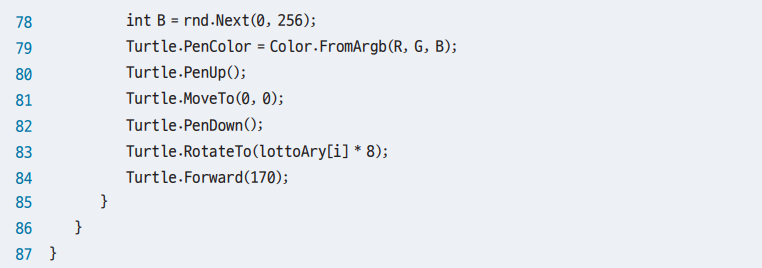 78 int B = rnd.Next(0, 256);
79 Turtle.PenColor = Color.FromArgb(R, G, B);
80 Turtle.PenUp();
81 Turtle.MoveTo(0, 0);
82 Turtle.PenDown();
83 Turtle.RotateTo(lottoAry[i] * 8);
84 Turtle.Forward(170);
85 }
86 }
87 }